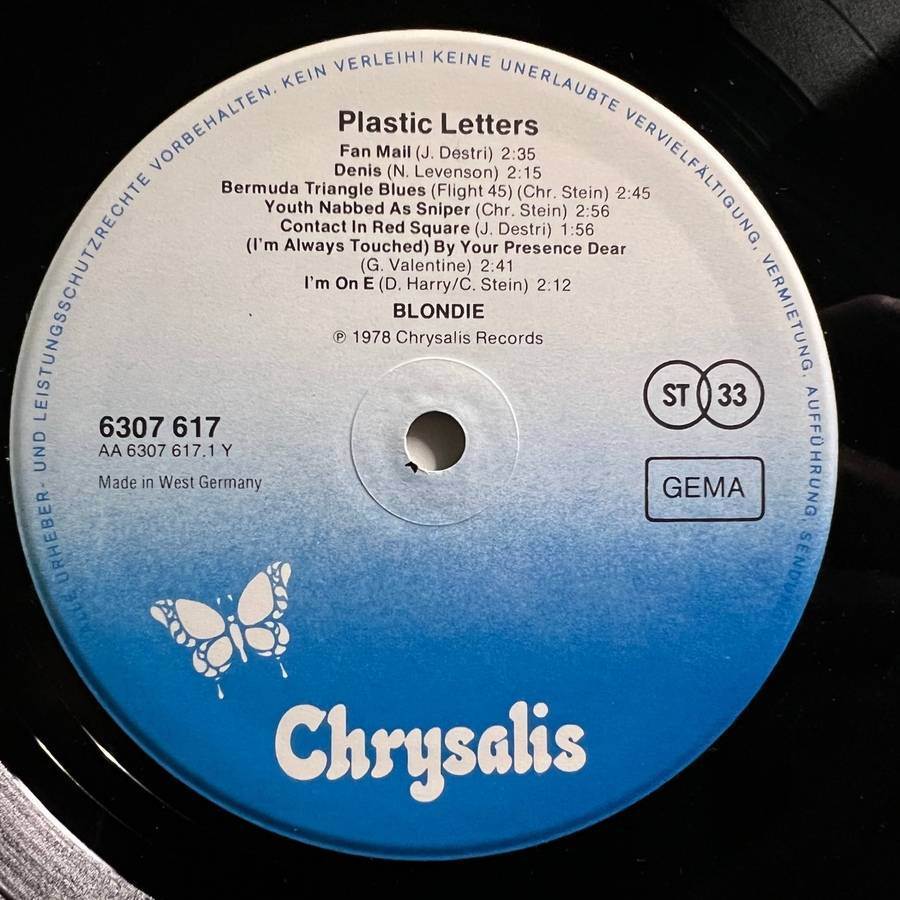 ALLE URHEBER- UND LEISTUNGSSCHUTZRECHTE VORBEHALTEN. KEIN VERLEIH! KEINE UNERLAUBTE VERVIELFÄLTIGUNG, VERMIETUNG, AUFFÜHRUNG,
Plastic Letters
Fan Mail (J. Destri) 2:35
Denis (N. Levenson) 2:15
Bermuda Triangle Blues (Flight 45) (Chr. Stein) 2:45
Youth Nabbed As Sniper (Chr. Stein) 2:56
Contact In Red Square (J. Destri) 1:56
(I'm Always Touched) By Your Presence Dear
(G. Valentine) 2:41
I'm On E (D. Harry/C. Stein) 2:12
BLONDIE
℗ 1978 Chrysalis Records
6307 617
AA 6307 617.1 Y
Made in West Germany
ST 33
GEMA
Chrysalis